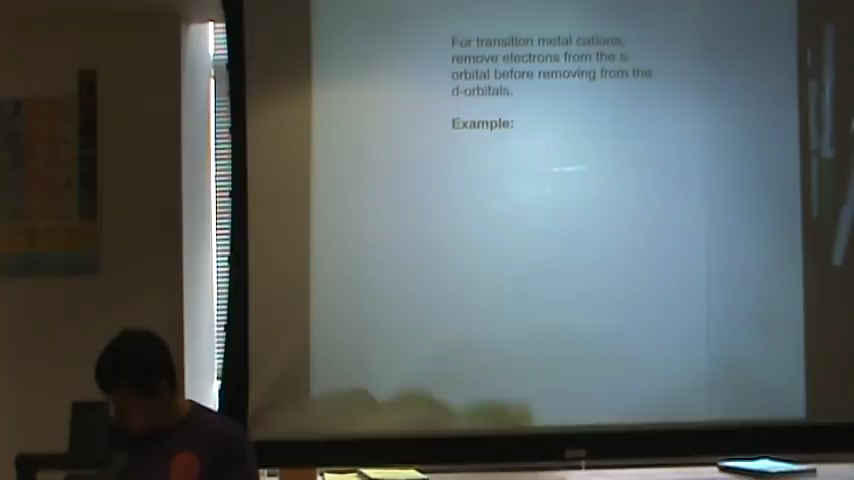 For transition metal cations,
remove electrons from the s-
orbital before removing from the
d-orbitals.
Example: